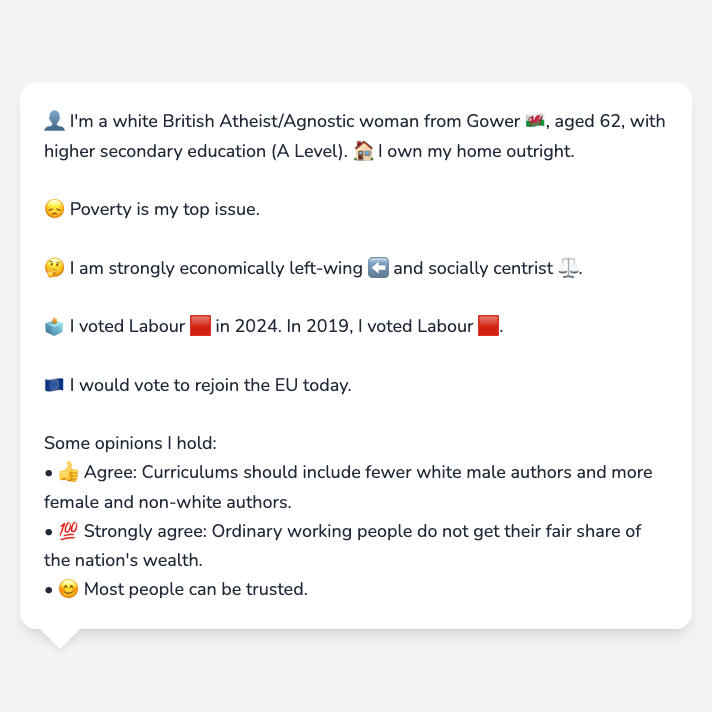 👤 I'm a white British Atheist/Agnostic woman from Gower 🏴󠁧󠁢󠁷󠁬󠁳󠁿, aged 62, with
higher secondary education (A Level). 🏠 I own my home outright.
😞 Poverty is my top issue.
🤔 I am strongly economically left-wing ⬅️ and socially centrist ⚖️.
🗳️ I voted Labour 🟥 in 2024. In 2019, I voted Labour 🟥.
🇪🇺 I would vote to rejoin the EU today.
Some opinions I hold:
• 👍 Agree: Curriculums should include fewer white male authors and more
female and non-white authors.
• 💯 Strongly agree: Ordinary working people do not get their fair share of
the nation's wealth.
• 😊 Most people can be trusted.